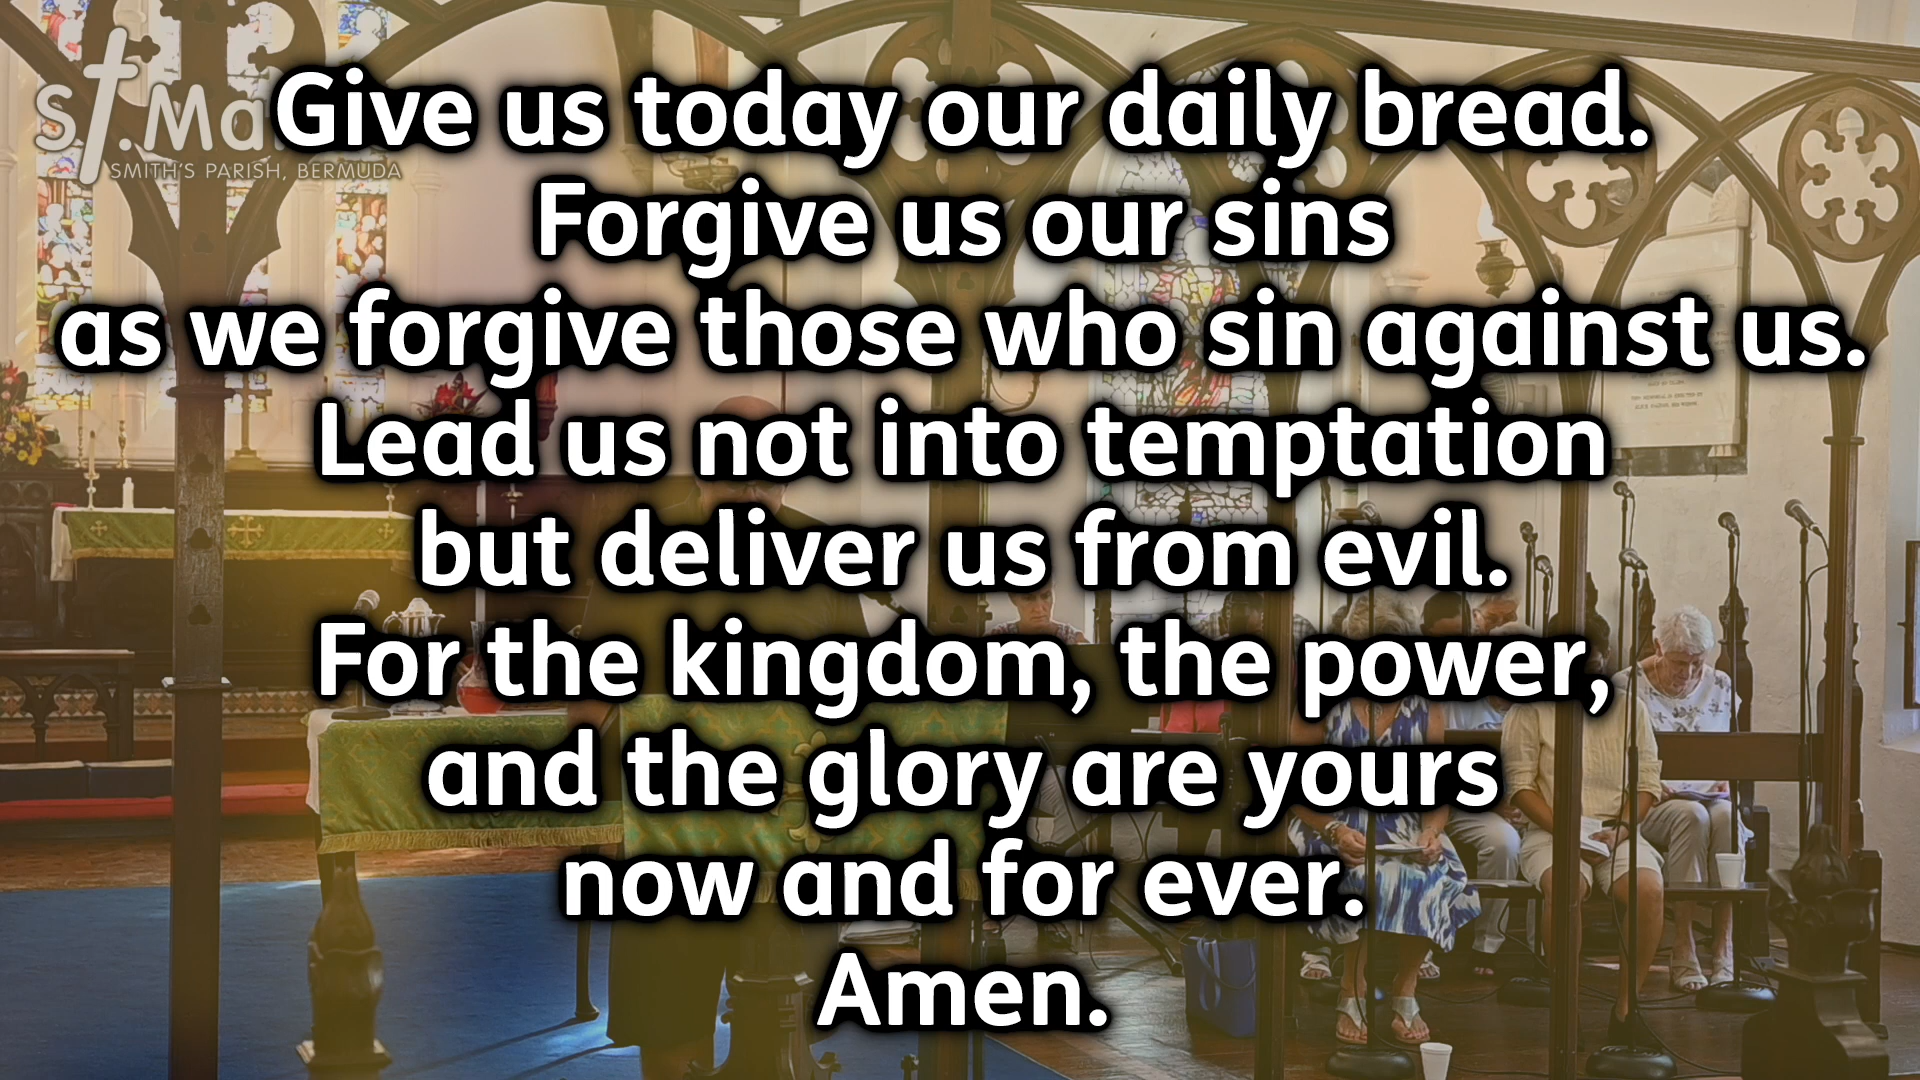 St. Ma
SMITH'S PARISH, BERMUDA
Give us today our daily bread.
Forgive us our sins
as we forgive those who sin against us.
Lead us not into temptation
but deliver us from evil.
For the kingdom, the power,
and the glory are yours
now and for ever.
Amen.